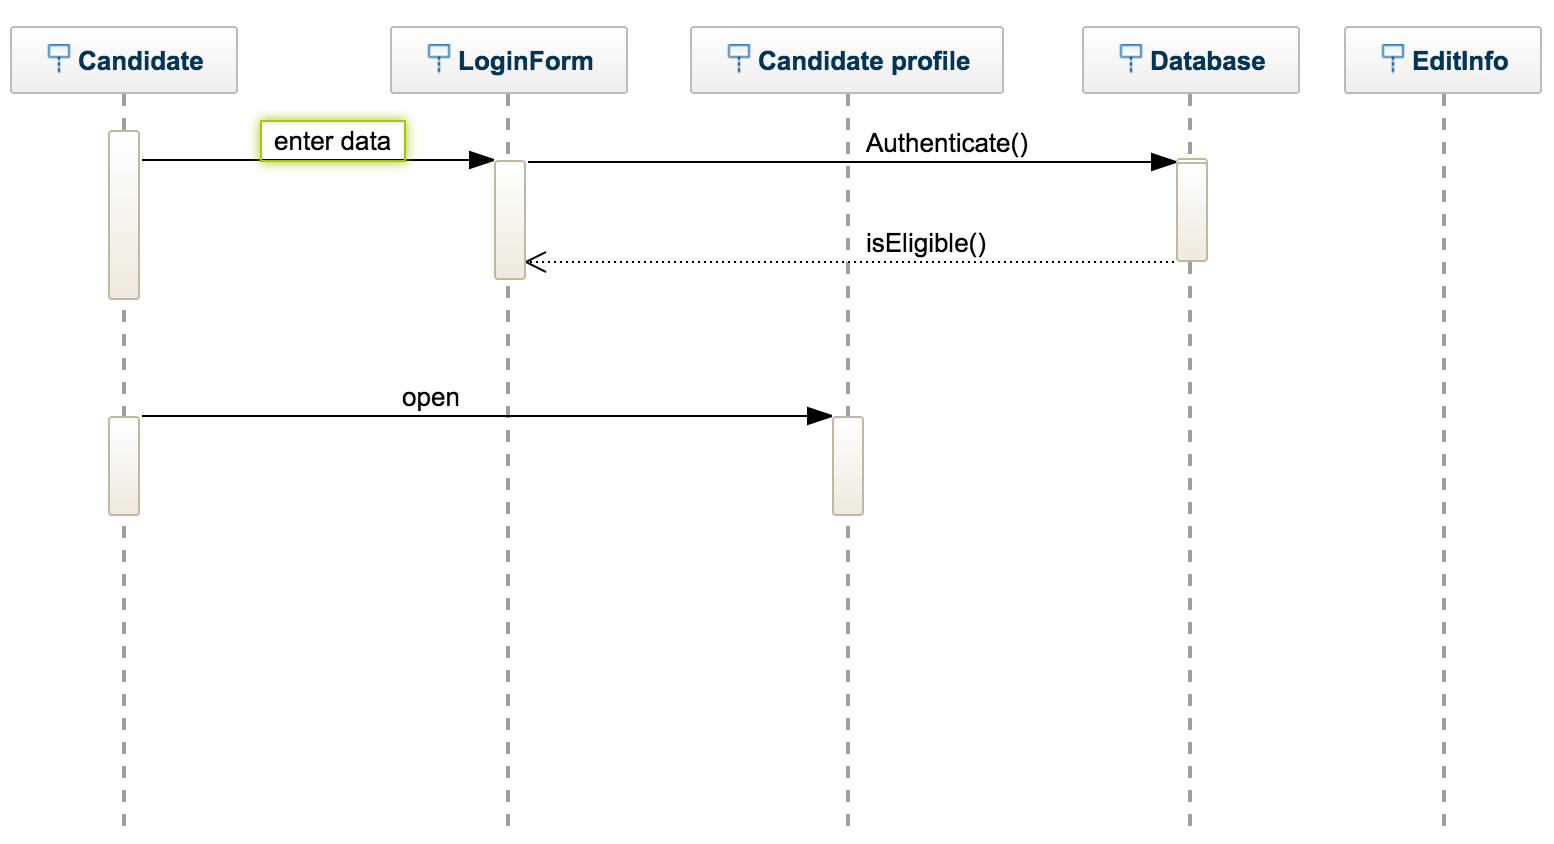 Candidate
LoginForm
Candidate profile
Database
EditInfo
enter data
Authenticate()
isEligible()
open